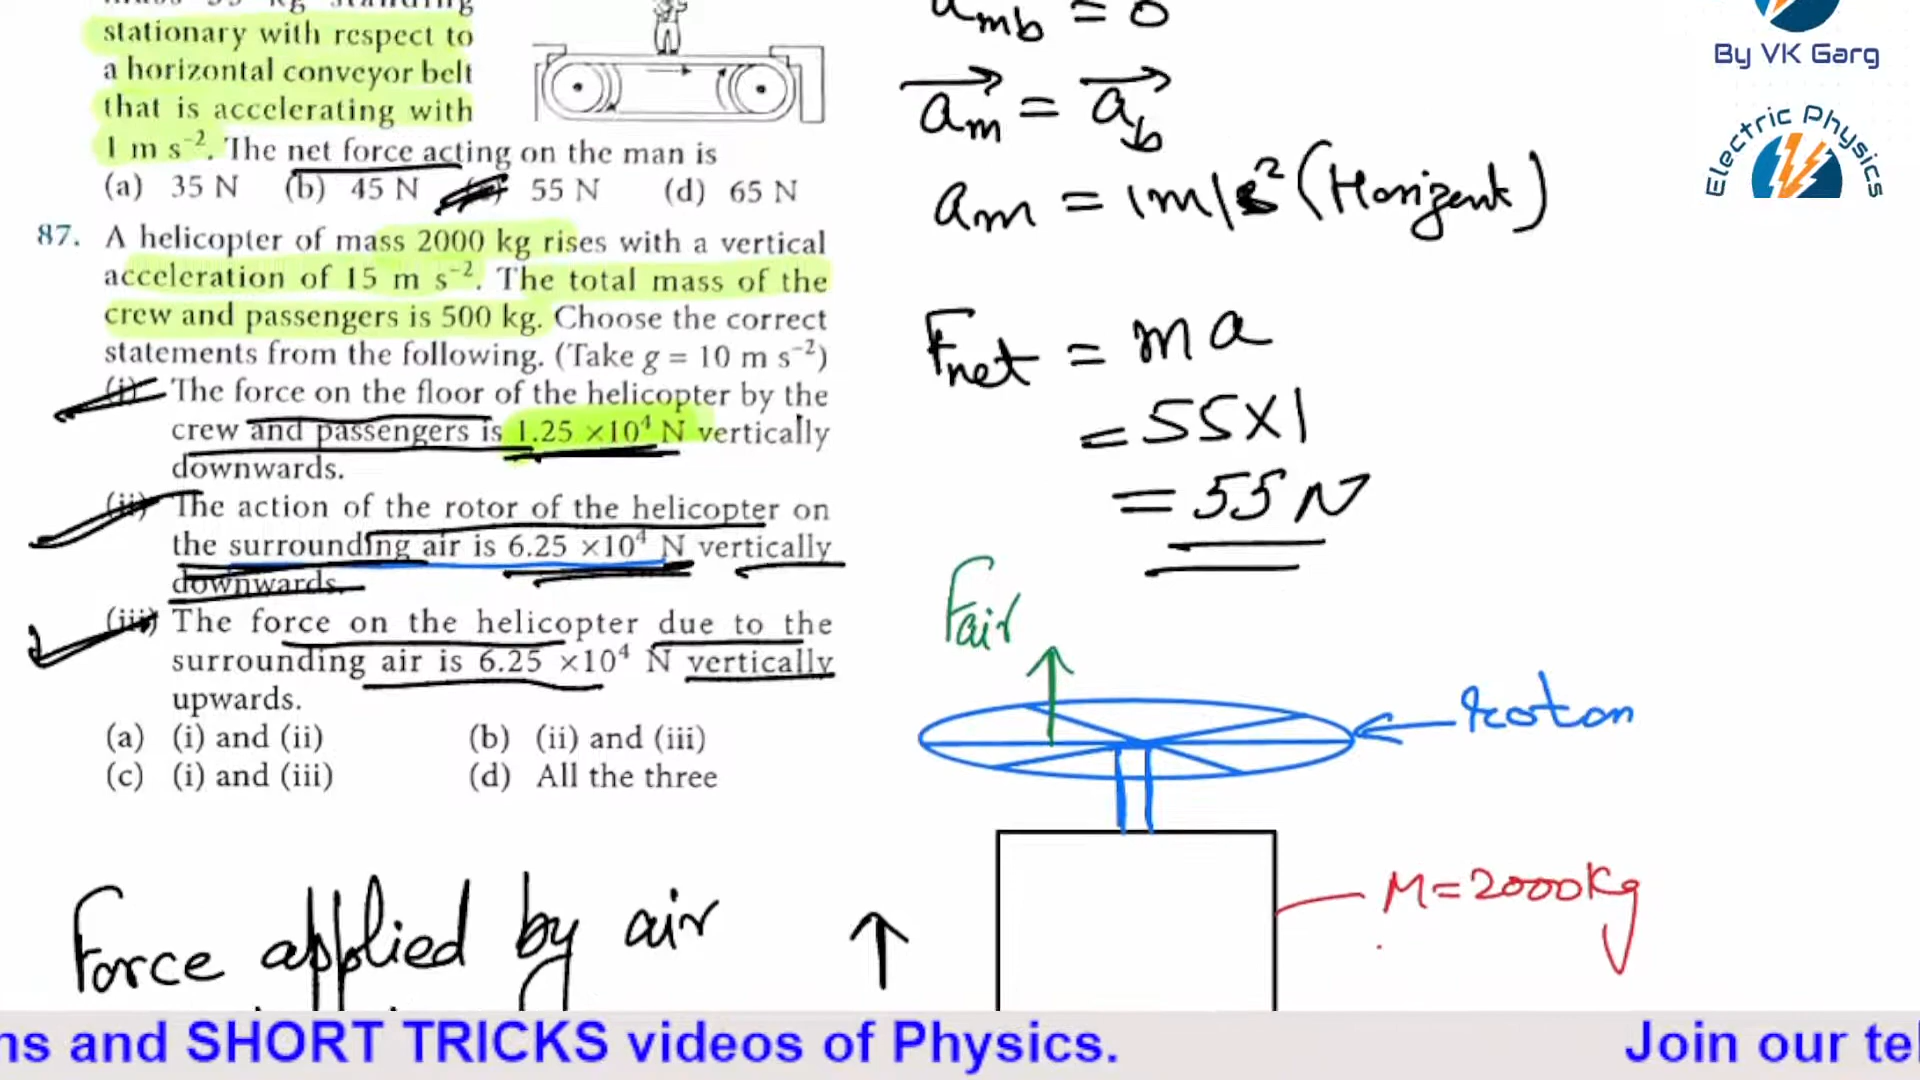 stationary with respect to
a horizontal conveyor belt
that is accelerating with
1 m s⁻². The net force acting on the man is
(a) 35 N (b) 45 N 55 N (d) 65 N
87. A helicopter of mass 2000 kg rises with a vertical
acceleration of 15 m s⁻². The total mass of the
crew and passengers is 500 kg. Choose the correct
statements from the following. (Take g = 10 m s⁻²)
(i) The force on the floor of the helicopter by the
crew and passengers is 1.25 ×10⁴ N vertically
downwards.
(ii) The action of the rotor of the helicopter on
the surrounding air is 6.25 ×10⁴ N vertically
downwards.
(iii) The force on the helicopter due to the
surrounding air is 6.25 ×10⁴ N vertically
upwards.
(a) (i) and (ii) (b) (ii) and (iii)
(c) (i) and (iii) (d) All the three
Force applied by air
amb = 0
am = ab
am = 1m/s² (Horizent)
Fnet = ma
= 55×1
= 55 N
Fair
rotor
M=2000Kg
By VK Garg
Electric Physics
ns and SHORT TRICKS videos of Physics. Join our tel